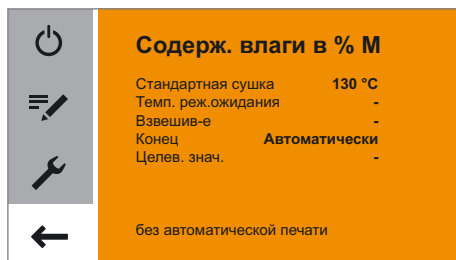 Содерж. влаги в % М
Стандартная сушка 130 °C
Темп. реж.ожидания -
Взвешив-е -
Конец Автоматически
Целев. знач. -
без автоматической печати